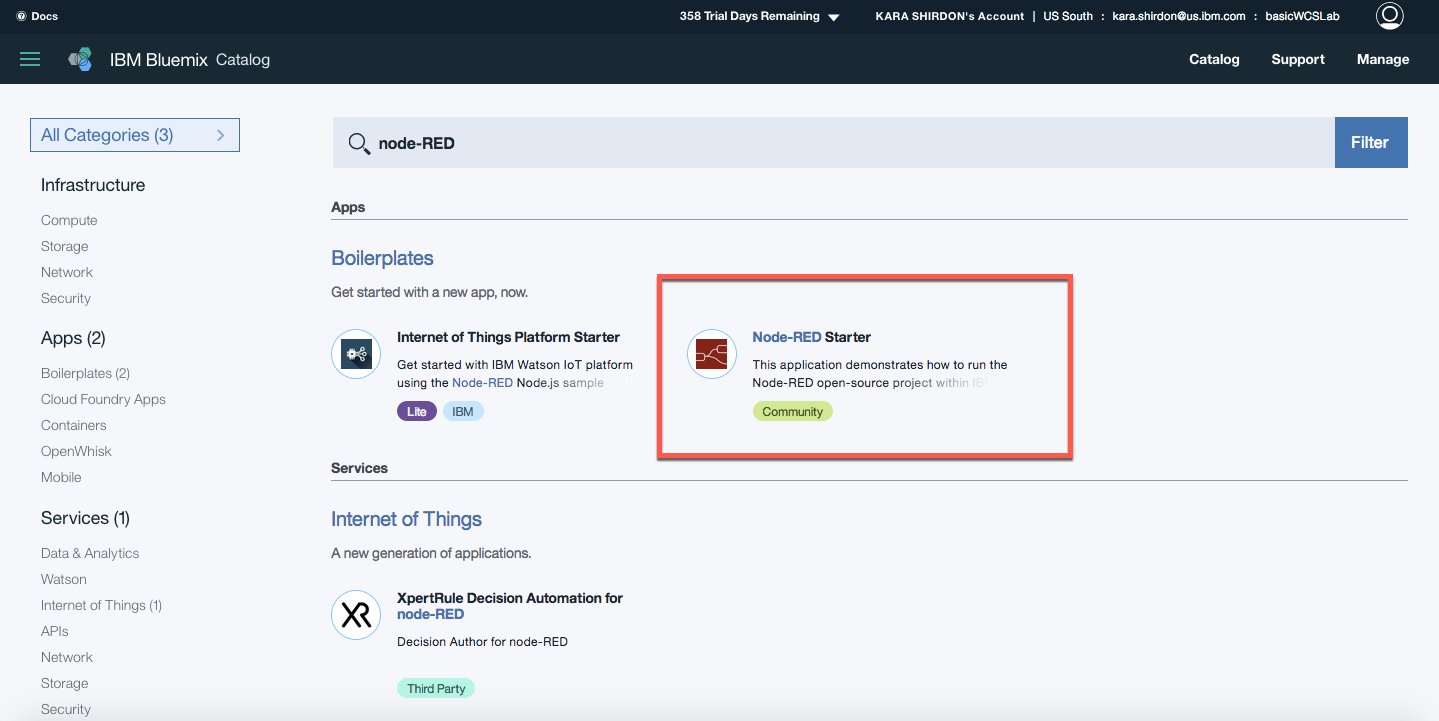 Docs
358 Trial Days Remaining
KARA SHIRDON's Account | US South : kara.shirdon@us.ibm.com : basicWCSLab
IBM Bluemix Catalog
Catalog
Support
Manage
All Categories (3)
Infrastructure
Compute
Storage
Network
Security
Apps (2)
Boilerplates (2)
Cloud Foundry Apps
Containers
OpenWhisk
Mobile
Services (1)
Data & Analytics
Watson
Internet of Things (1)
APIs
Network
Storage
Security
node-RED
Filter
Apps
Boilerplates
Get started with a new app, now.
Internet of Things Platform Starter
Get started with IBM Watson IoT platform
using the Node-RED Node.js sample
Lite
IBM
Node-RED Starter
This application demonstrates how to run the
Node-RED open-source project within IBM
Community
Services
Internet of Things
A new generation of applications.
XR
XpertRule Decision Automation for
node-RED
Decision Author for node-RED
Third Party